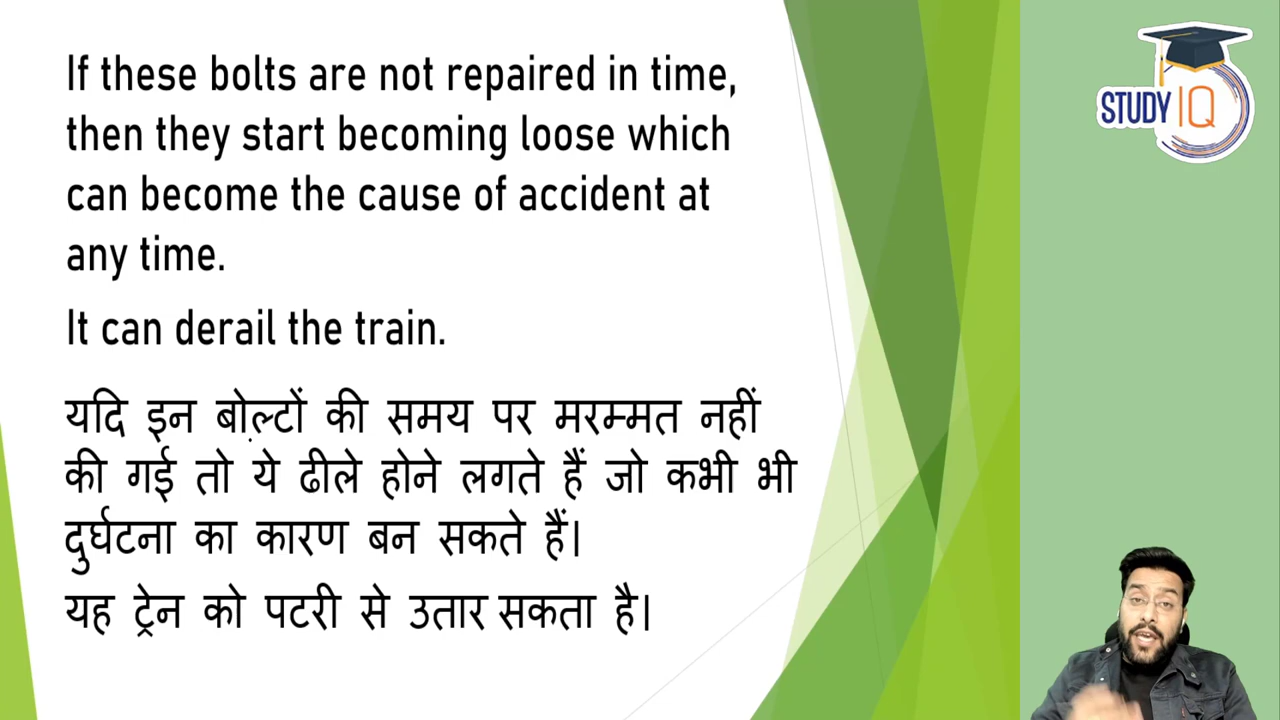 If these bolts are not repaired in time,
then they start becoming loose which
can become the cause of accident at
any time.
It can derail the train.
यदि इन बोल्टों की समय पर मरम्मत नहीं
की गई तो ये ढीले होने लगते हैं जो कभी भी
दुर्घटना का कारण बन सकते हैं।
यह ट्रेन को पटरी से उतार सकता है।
STUDY IQ